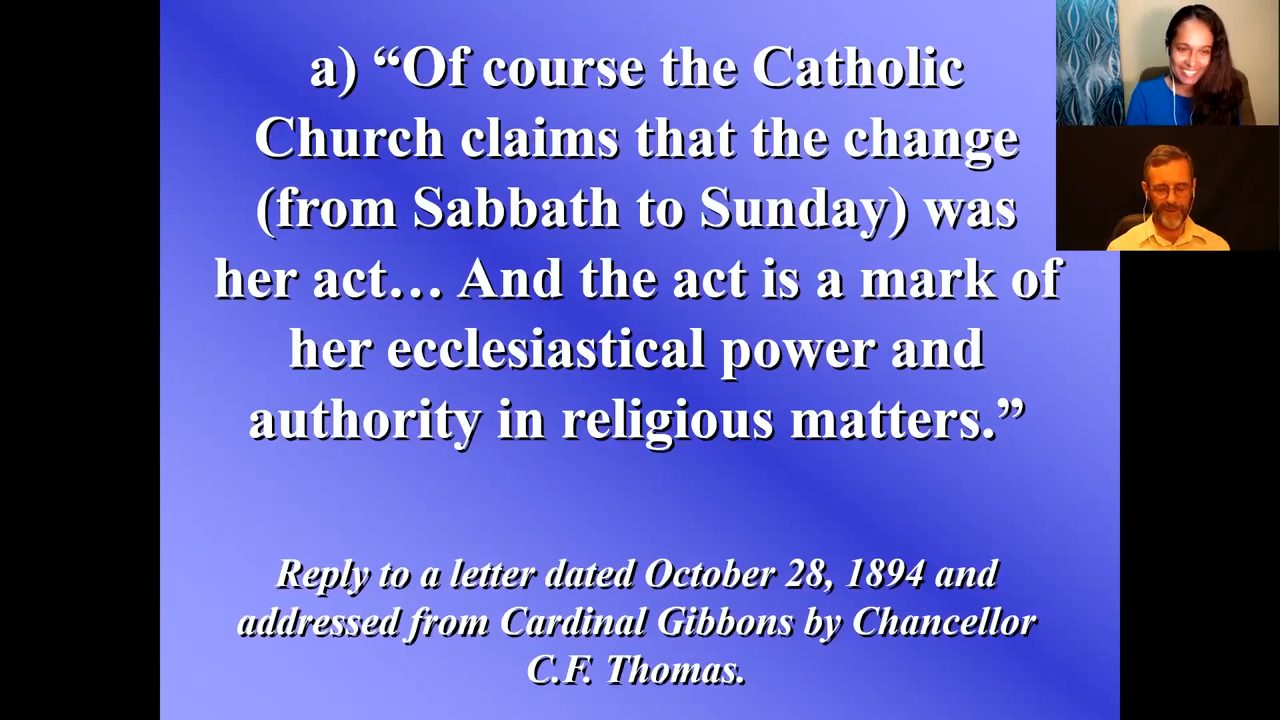 a) “Of course the Catholic
Church claims that the change
(from Sabbath to Sunday) was
her act… And the act is a mark of
her ecclesiastical power and
authority in religious matters.”
Reply to a letter dated October 28, 1894 and
addressed from Cardinal Gibbons by Chancellor
C.F. Thomas.